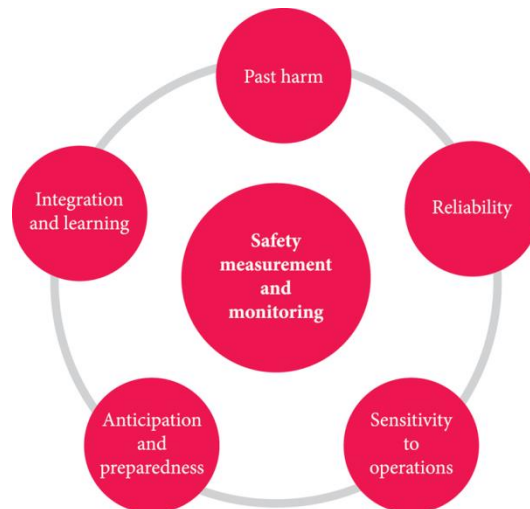 Past harm
Integration
and learning
Reliability
Safety
measurement
and
monitoring
Anticipation
and
preparedness
Sensitivity
to
operations